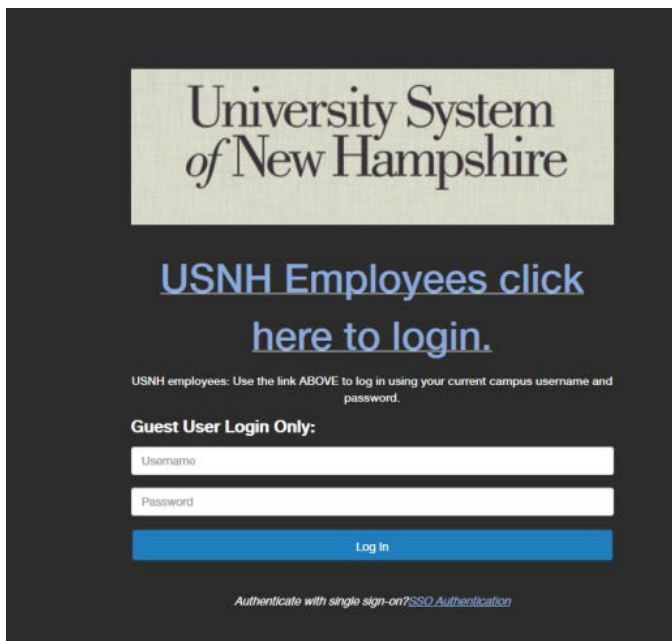 University System
of New Hampshire
USNH Employees click
here to login.
USNH employees: Use the link ABOVE to log in using your current campus username and
password.
Guest User Login Only:
Username
Password
Log In
Authenticate with single sign-on?SSO Authentication